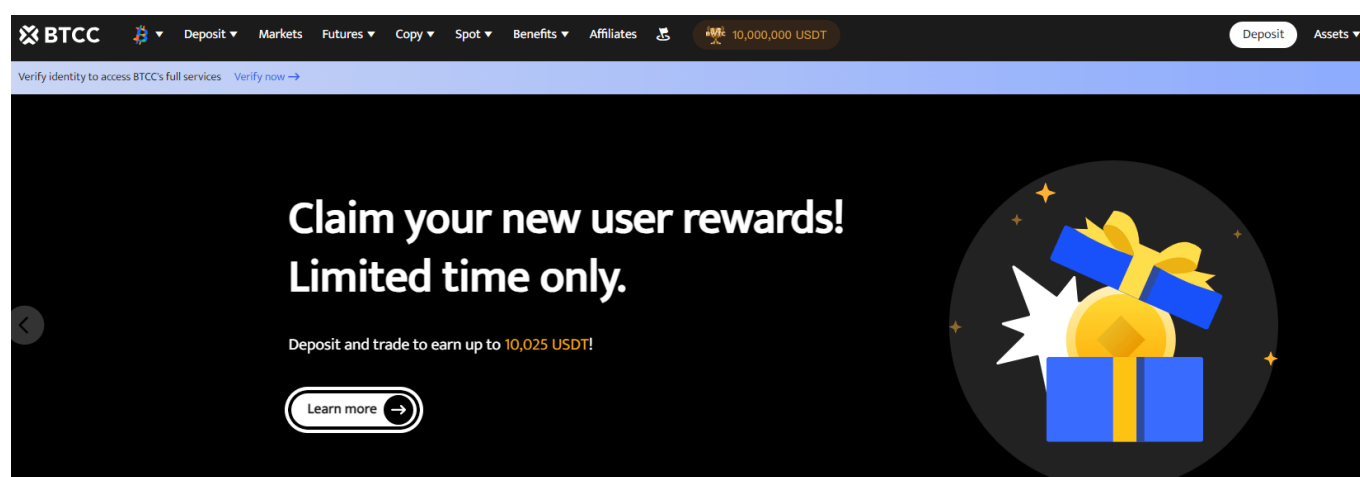 BTCC Deposit Markets Futures Copy Spot Benefits Affiliates 10,000,000 USDT Deposit Assets
Verify identity to access BTCC's full services Verify now →
Claim your new user rewards!
Limited time only.
Deposit and trade to earn up to 10,025 USDT!
Learn more →